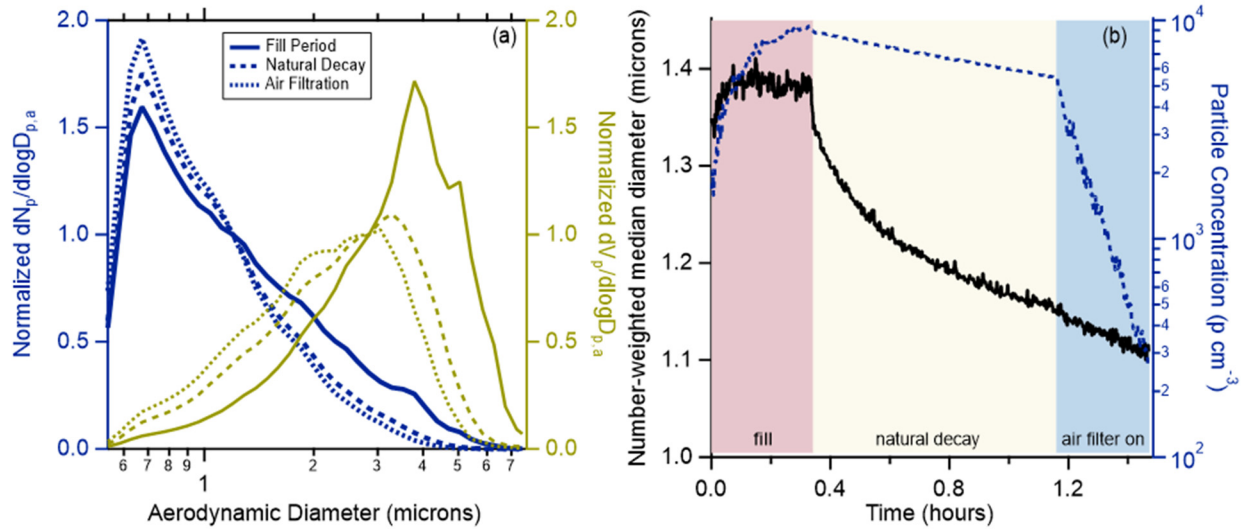 2.0
1.5
1.0
0.5
0.0
Normalized dNp/dlogDp,a
(a)
Fill Period
Natural Decay
Air Filtration
2.0
1.5
1.0
0.5
0.0
Normalized dVp/dlogDp,a
6 7 8 9 2 3 4 5 6 7
1
Aerodynamic Diameter (microns)
Number-weighted median diameter (microns)
1.4
1.3
1.2
1.1
1.0
(b)
fill natural decay air filter on
10^4
6
5
4
3
2
10^3
6
5
4
3
2
10^2
Particle Concentration (p cm^-3)
0.0 0.4 0.8 1.2
Time (hours)